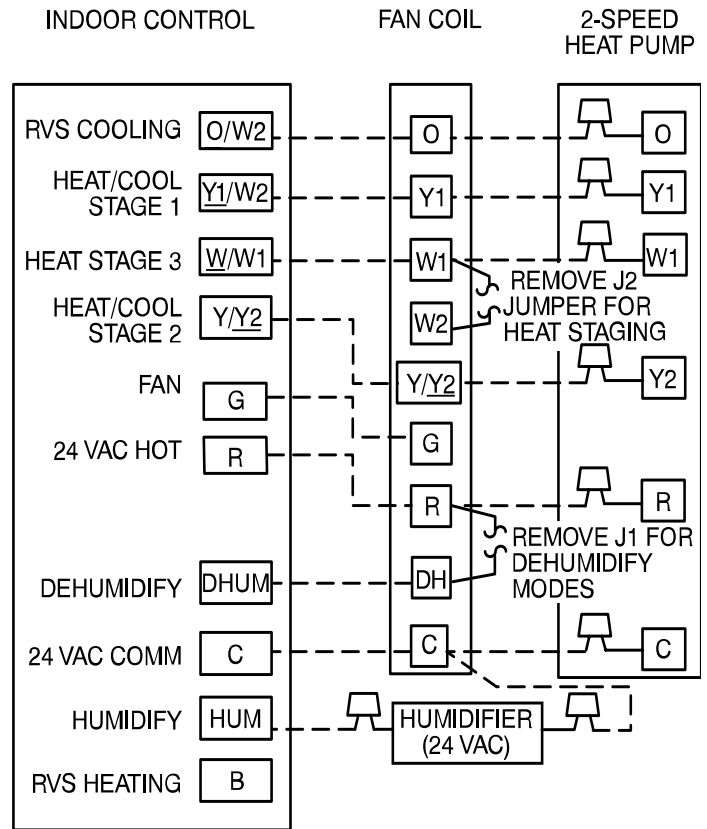 INDOOR CONTROL
FAN COIL
2-SPEED
HEAT PUMP
RVS COOLING
O/W2
O
O
HEAT/COOL
STAGE 1
Y1/W2
Y1
Y1
HEAT STAGE 3
W/W1
W1
W1
REMOVE J2
JUMPER FOR
HEAT STAGING
W2
HEAT/COOL
STAGE 2
Y/Y2
Y/Y2
Y2
FAN
G
G
24 VAC HOT
R
R
R
REMOVE J1 FOR
DEHUMIDIFY
MODES
DEHUMIDIFY
DHUM
DH
24 VAC COMM
C
C
C
HUMIDIFY
HUM
HUMIDIFIER
(24 VAC)
RVS HEATING
B